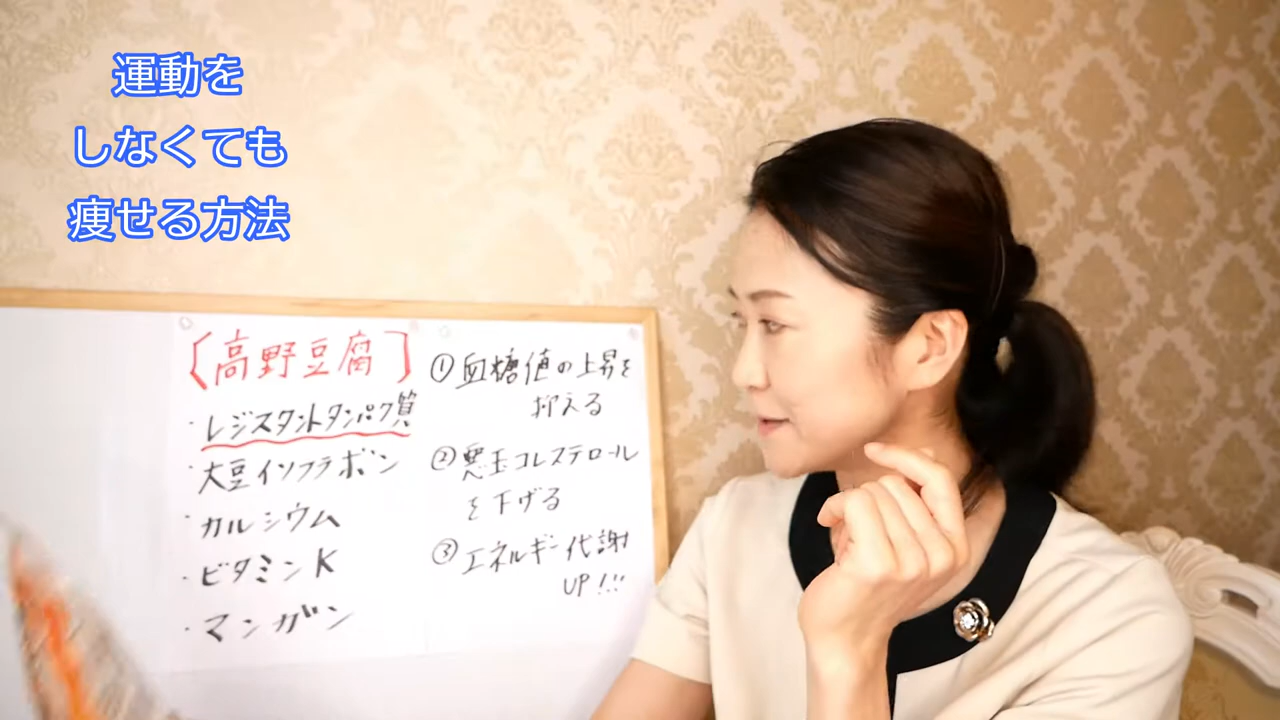 運動を
しなくても
痩せる方法
〔高野豆腐〕
・レジスタントタンパク質
・大豆イソフラボン
・カルシウム
・ビタミンK
・マンガン
①血糖値の上昇を
抑える
②悪玉コレステロール
を下げる
③エネルギー代謝
UP!!!